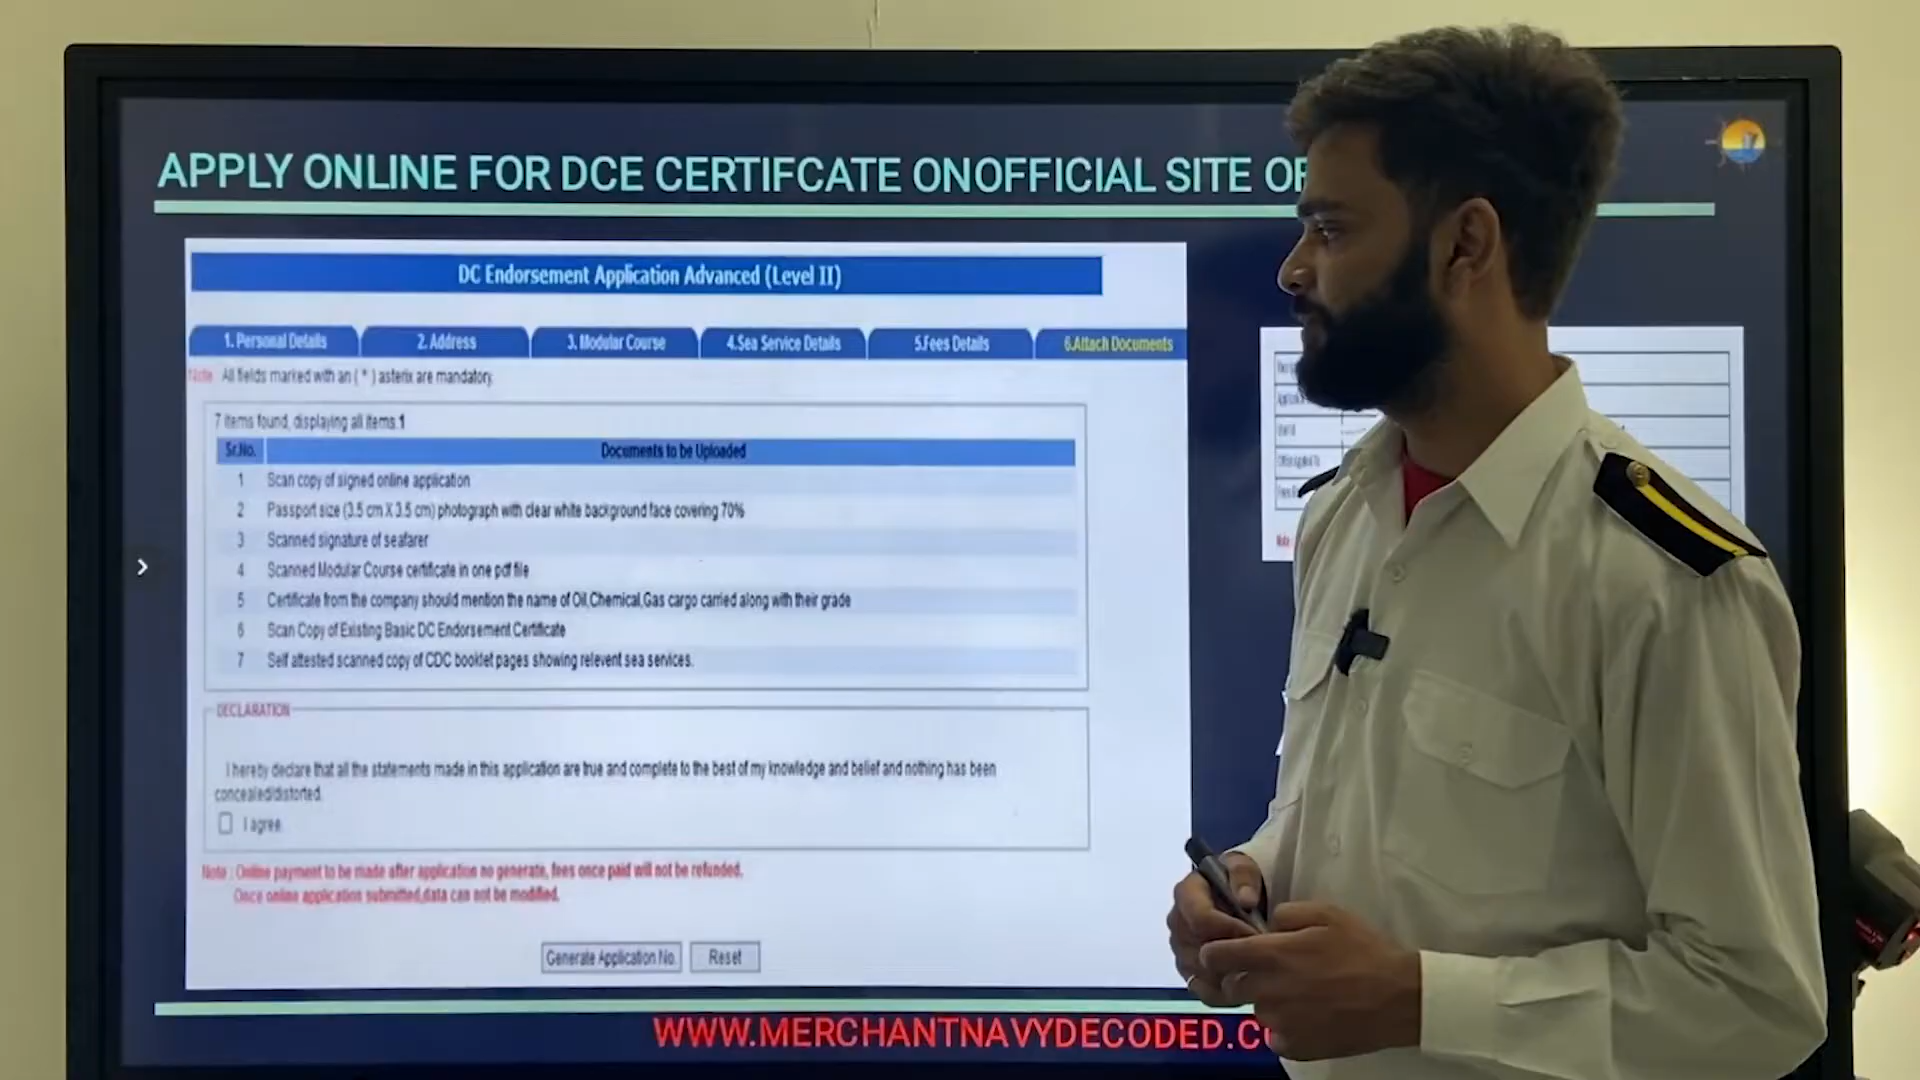 APPLY ONLINE FOR DCE CERTIFCATE ONOFFICIAL SITE OF
DC Endorsement Application Advanced (Level II)
1. Personal Details 2. Address 3. Modular Course 4.Sea Service Details 5.Fees Details 6.Attach Documents
Note All fields marked with an ( * ) asterix are mandatory.
7 items found, displaying all items.1
Sr.No. Documents to be Uploaded
1 Scan copy of signed online application
2 Passport size (3.5 cm X 3.5 cm) photograph with clear white background face covering 70%
3 Scanned signature of seafarer
4 Scanned Modular Course certificate in one pdf file
5 Certificate from the company should mention the name of Oil,Chemical,Gas cargo carried along with their grade
6 Scan Copy of Existing Basic DC Endorsement Certificate
7 Self attested scanned copy of CDC booklet pages showing relevent sea services.
DECLARATION
I hereby declare that all the statements made in this application are true and complete to the best of my knowledge and belief and nothing has been
concealed/distorted.
I agree
Note : Online payment to be made after application no generate, fees once paid will not be refunded.
Once online application submitted,data can not be modified.
Generate Application No. Reset
WWW.MERCHANTNAVYDECODED.C